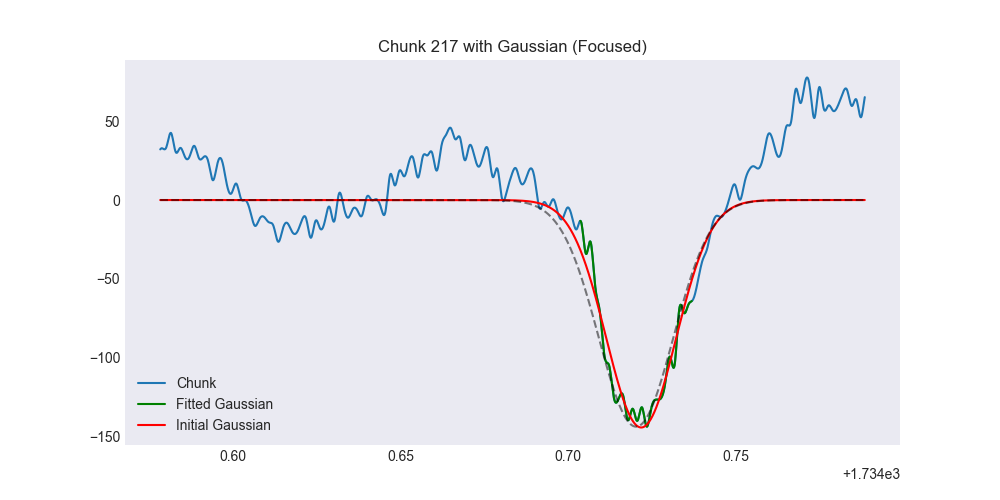 Chunk 217 with Gaussian (Focused)
50
0
−50
−100
−150
Chunk
Fitted Gaussian
Initial Gaussian
0.60 0.65 0.70 0.75
+1.734e3